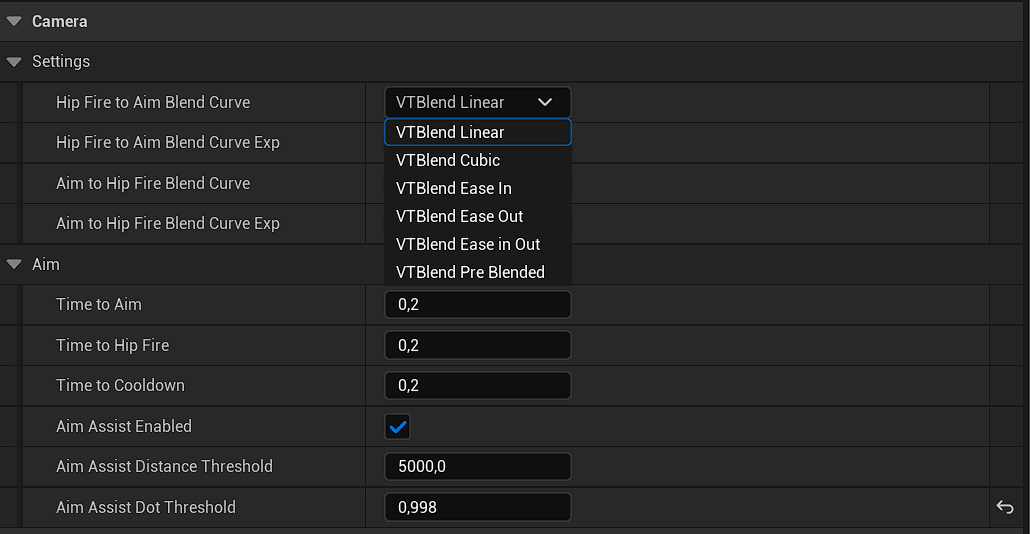 Camera
Settings
Hip Fire to Aim Blend Curve
VTBlend Linear
VTBlend Linear
Hip Fire to Aim Blend Curve Exp
VTBlend Cubic
Aim to Hip Fire Blend Curve
VTBlend Ease In
Aim to Hip Fire Blend Curve Exp
VTBlend Ease Out
VTBlend Ease in Out
Aim
VTBlend Pre Blended
Time to Aim
0,2
Time to Hip Fire
0,2
Time to Cooldown
0,2
Aim Assist Enabled
Aim Assist Distance Threshold
5000,0
Aim Assist Dot Threshold
0,998